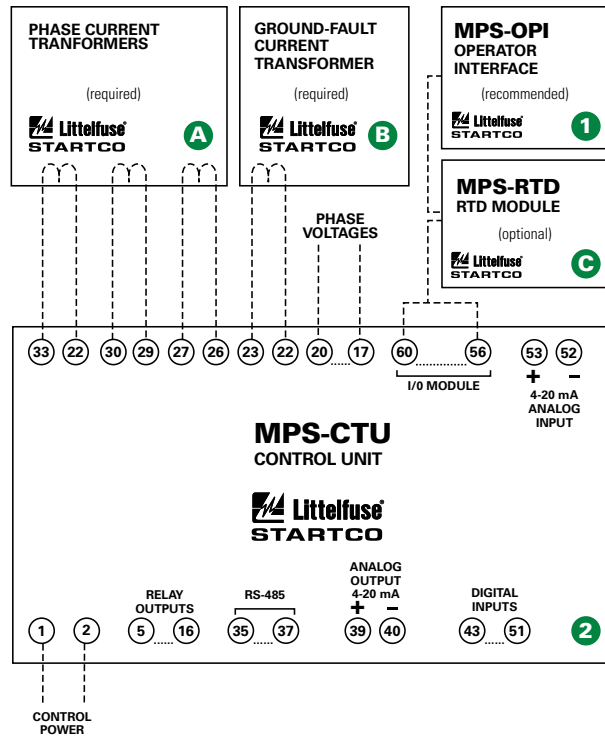 PHASE CURRENT
TRANFORMERS
(required)
Littelfuse®
STARTCO
A
GROUND-FAULT
CURRENT
TRANSFORMER
(required)
Littelfuse®
STARTCO
B
MPS-OPI
OPERATOR
INTERFACE
(recommended)
Littelfuse®
STARTCO
1
MPS-RTD
RTD MODULE
(optional)
Littelfuse®
STARTCO
C
PHASE
VOLTAGES
33 22 30 29 27 26 23 22 20 ...... 17 60 ................ 56 53 52
I/0 MODULE
+ −
4-20 mA
ANALOG
INPUT
MPS-CTU
CONTROL UNIT
Littelfuse®
STARTCO
RELAY
OUTPUTS
RS-485
ANALOG
OUTPUT
4-20 mA
+ −
DIGITAL
INPUTS
1 2 5 ...... 16 35 ...... 37 39 40 43 ...... 51
2
CONTROL
POWER